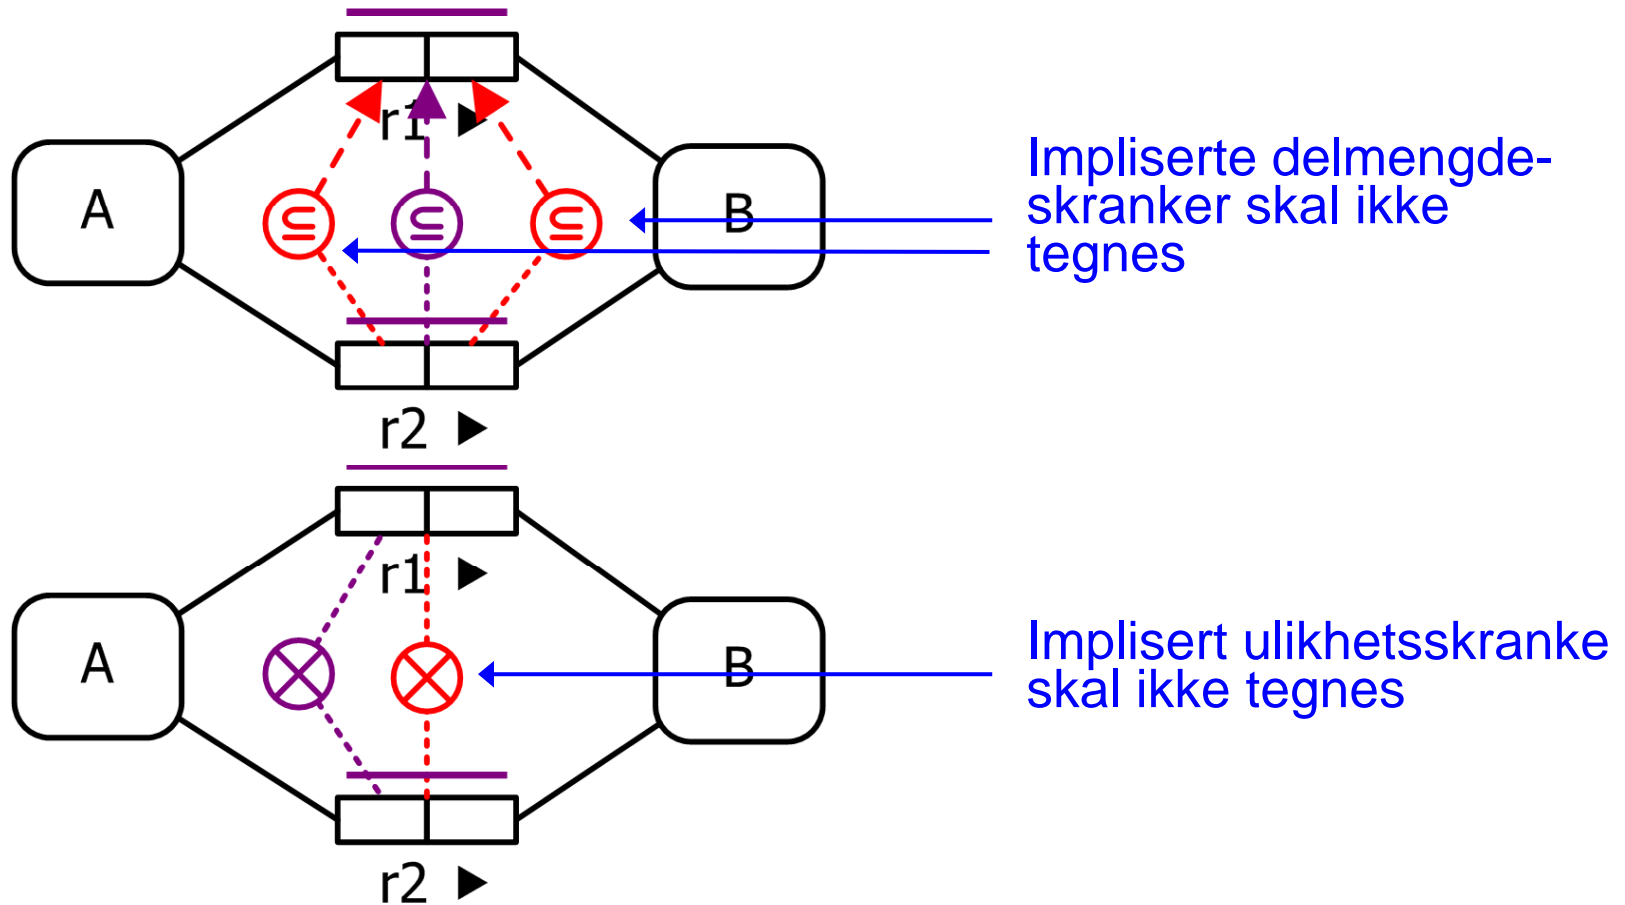 r1 ►
A
B
⊆ ⊆ ⊆
Impliserte delmengde-
skranker skal ikke
tegnes
r2 ►
r1 ►
A
B
Implisert ulikhetsskranke
skal ikke tegnes
r2 ►